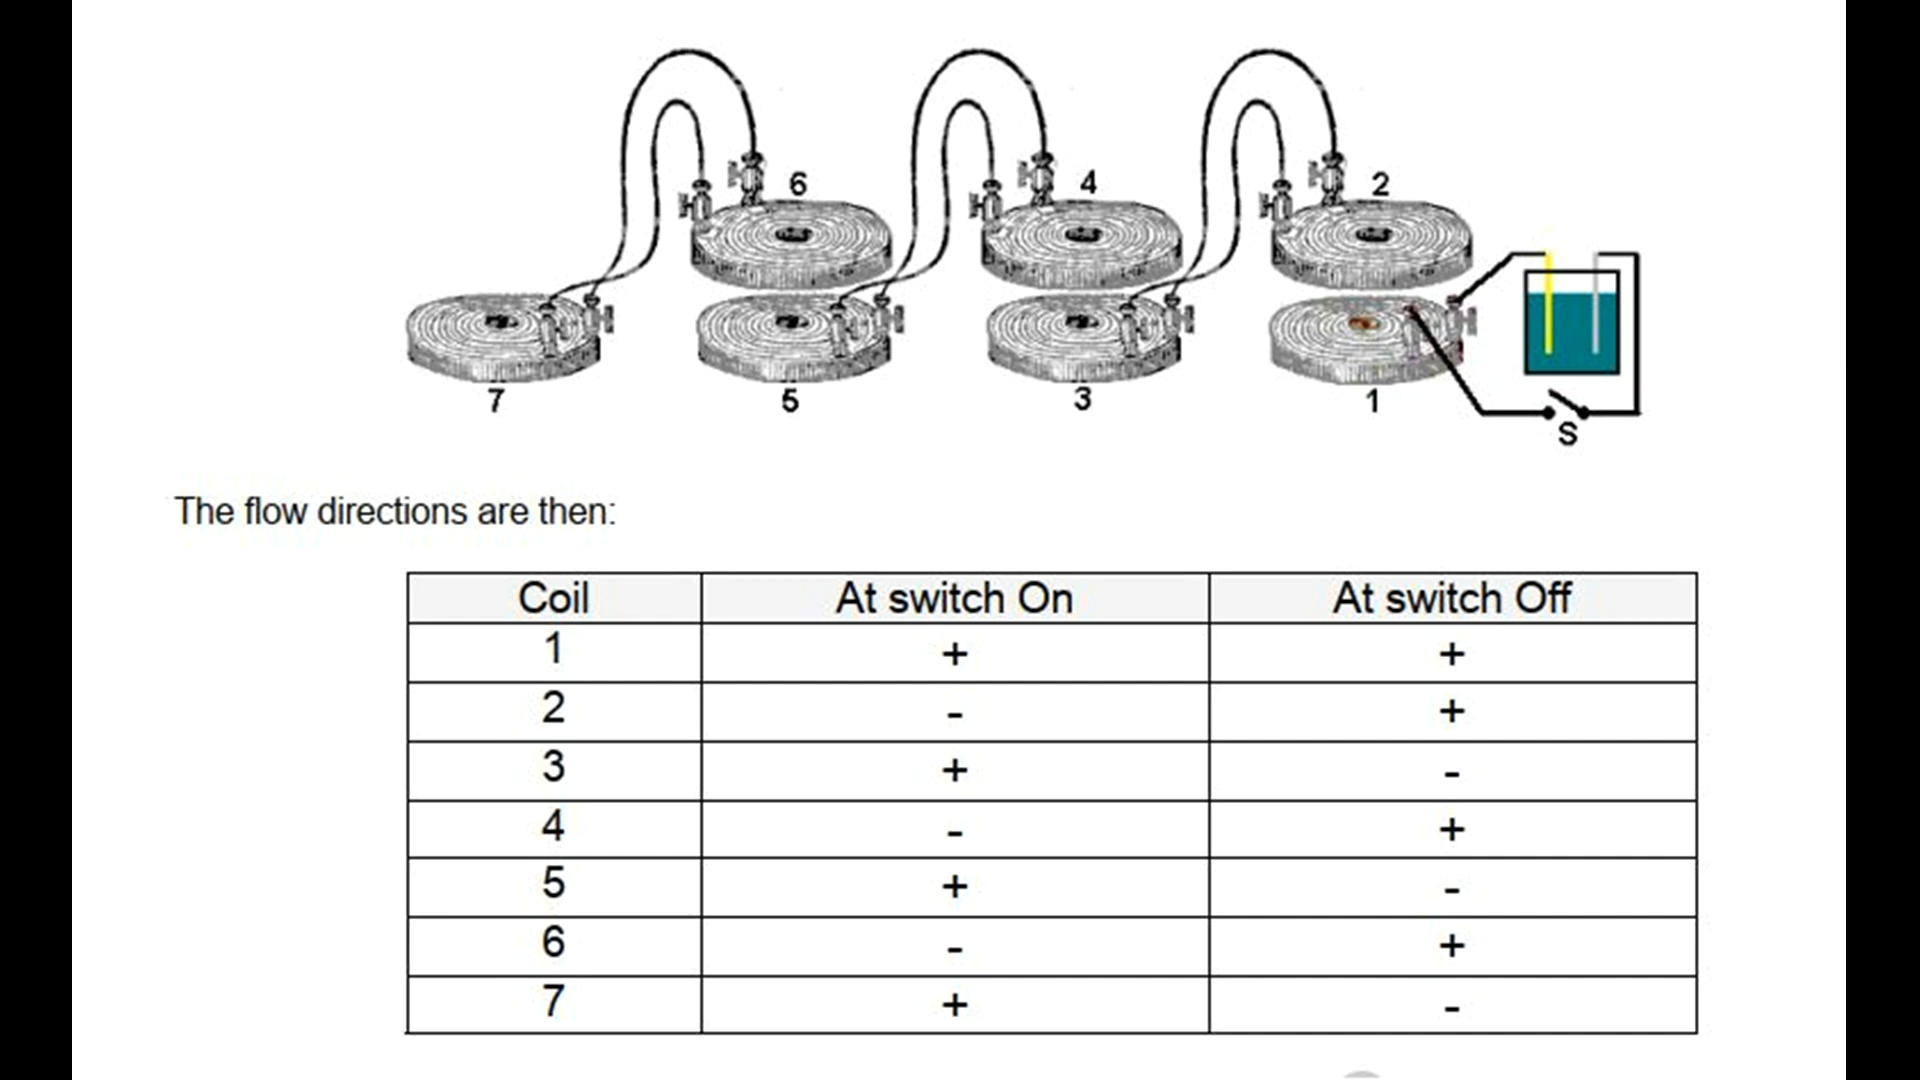 6 4 2
7 5 3 1
S
The flow directions are then:
Coil At switch On At switch Off
1 + +
2 - +
3 + -
4 - +
5 + -
6 - +
7 + -